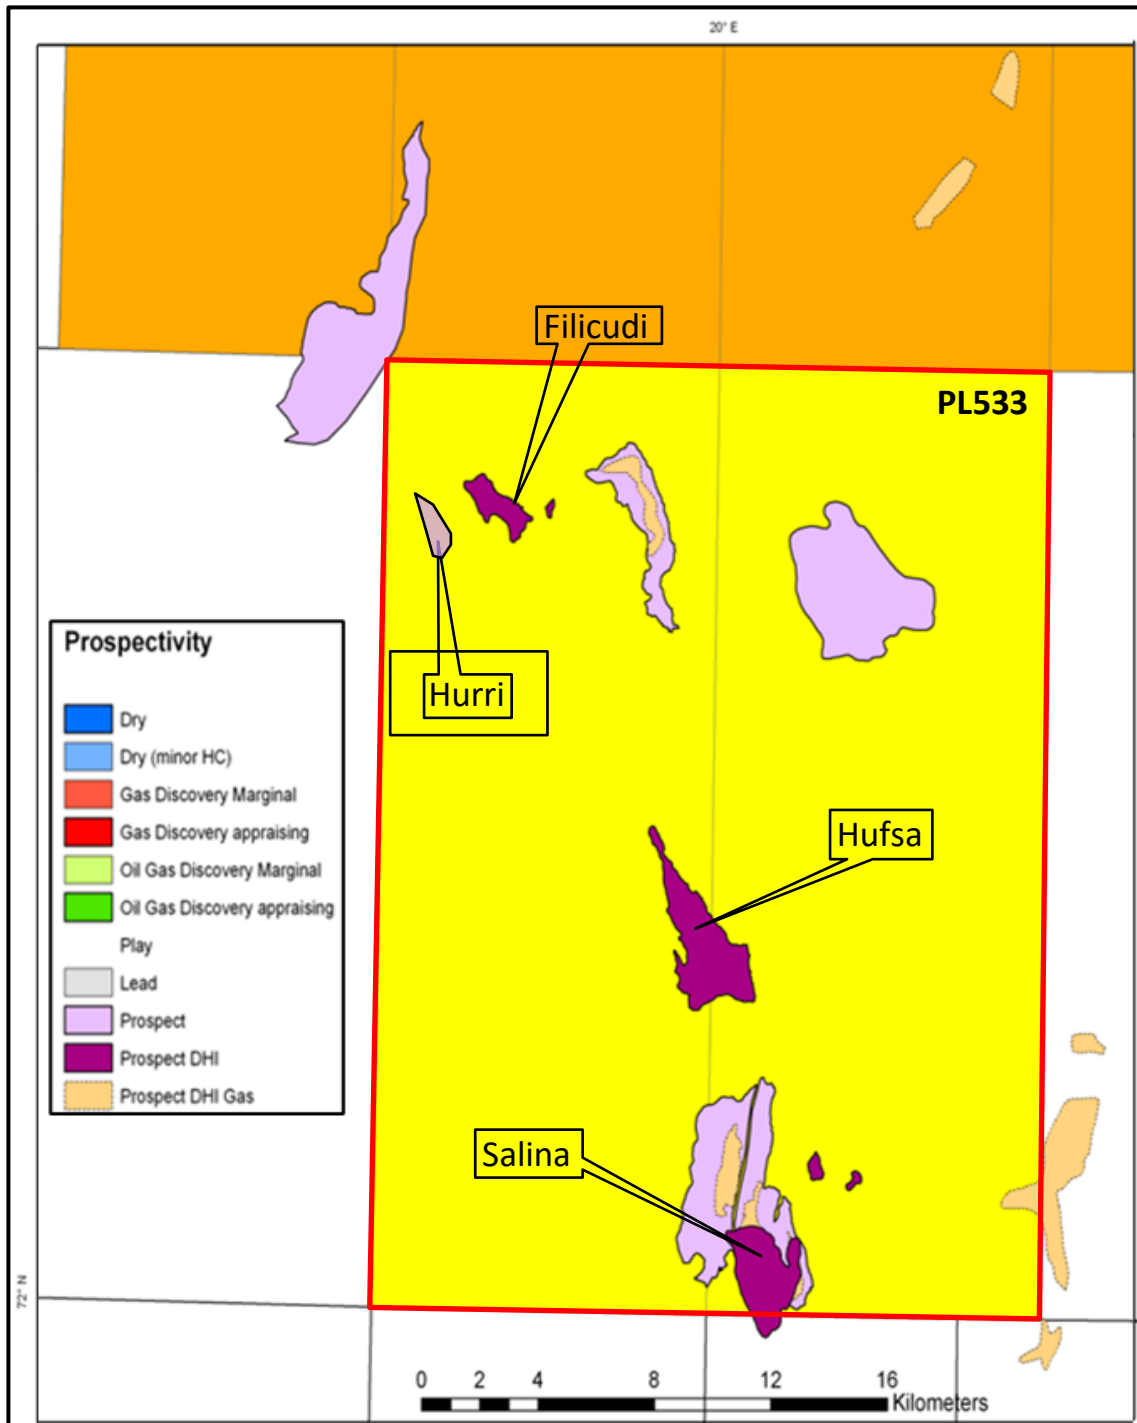 20° E
Filicudi
PL533
Prospectivity
Dry
Dry (minor HC)
Gas Discovery Marginal
Gas Discovery appraising
Oil Gas Discovery Marginal
Oil Gas Discovery appraising
Play
Lead
Prospect
Prospect DHI
Prospect DHI Gas
Hurri
Hufsa
Salina
72° N
0 2 4 8 12 16
Kilometers